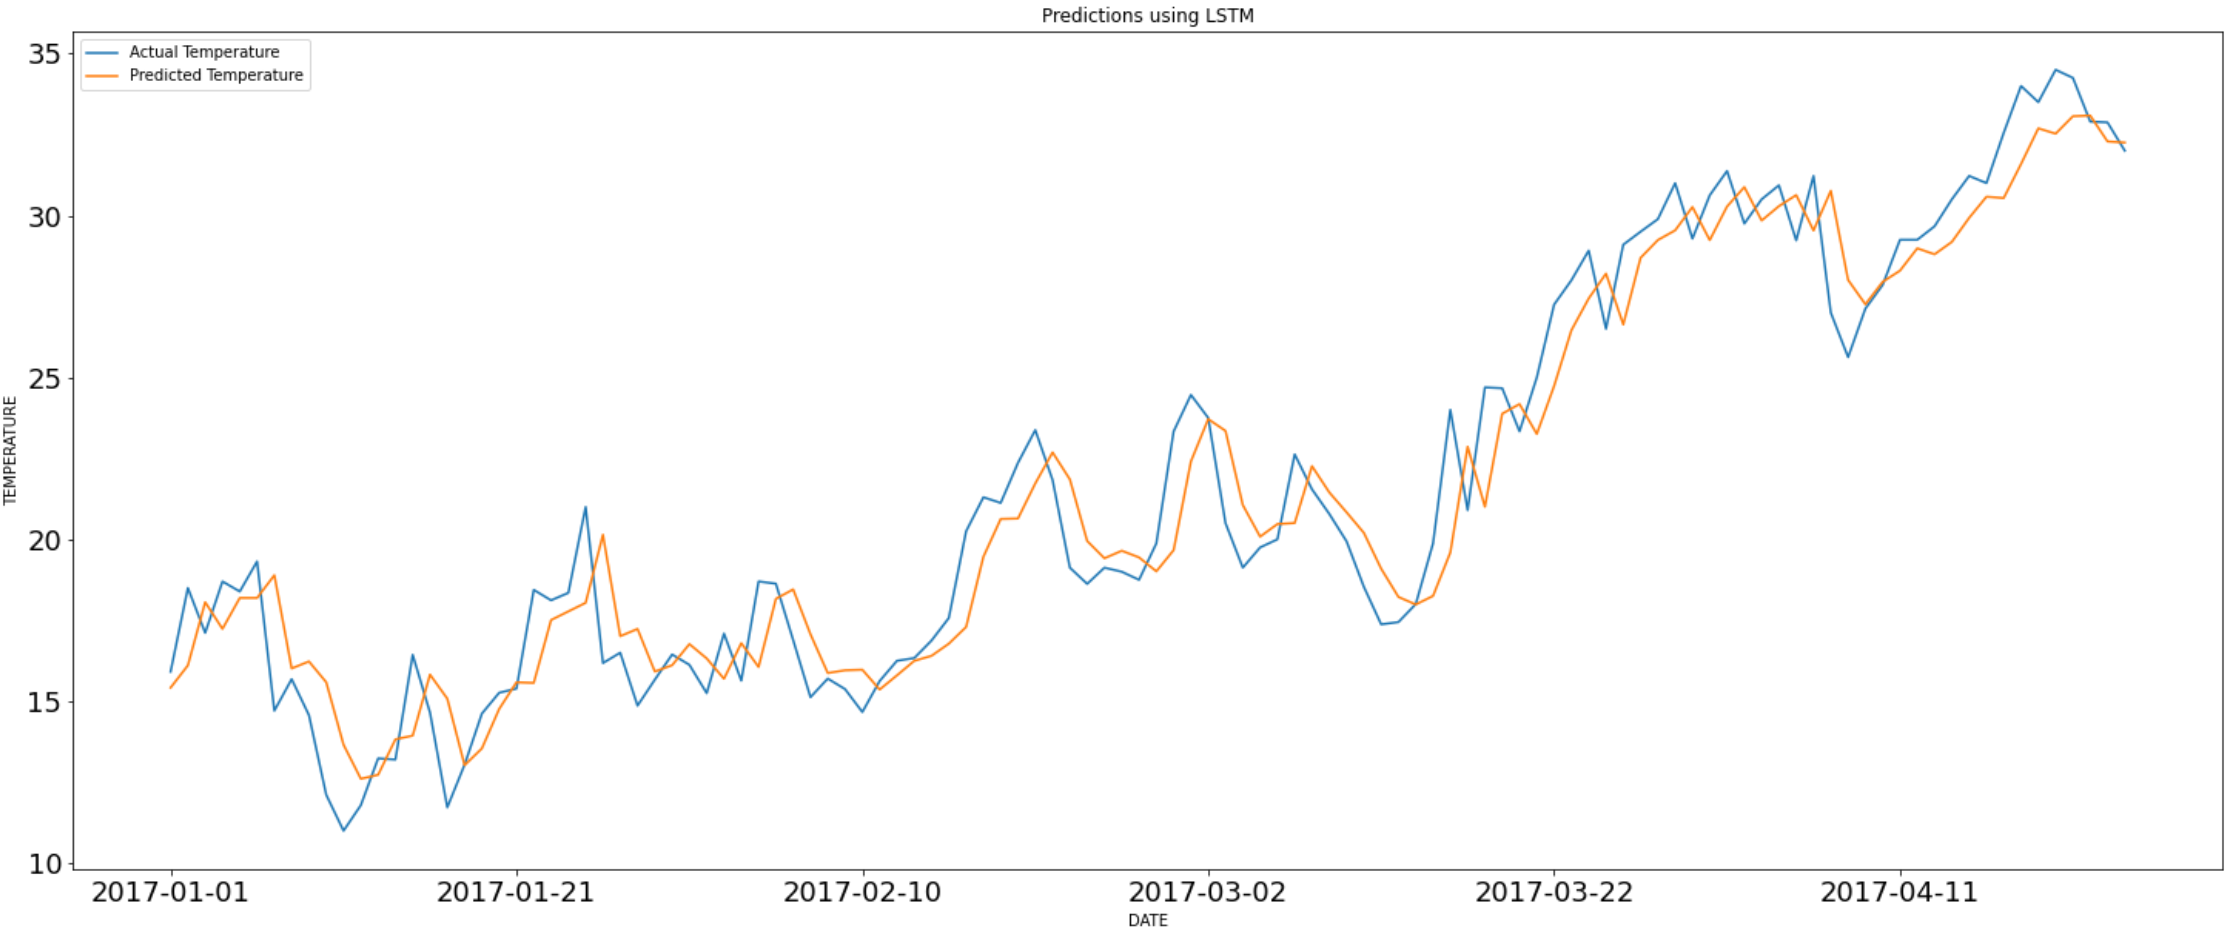 Predictions using LSTM
Actual Temperature
Predicted Temperature
35
30
25
20
15
10
TEMPERATURE
2017-01-01 2017-01-21 2017-02-10 2017-03-02 2017-03-22 2017-04-11
DATE